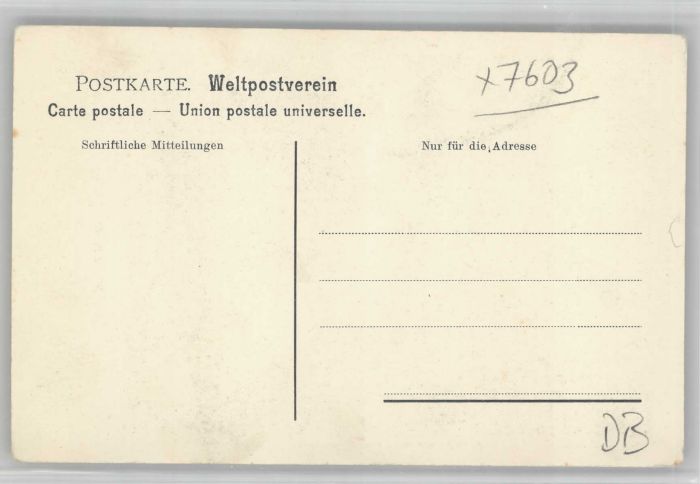 POSTKARTE. Weltpostverein
Carte postale — Union postale universelle.
x7603
Schriftliche Mitteilungen
Nur für die Adresse
DB